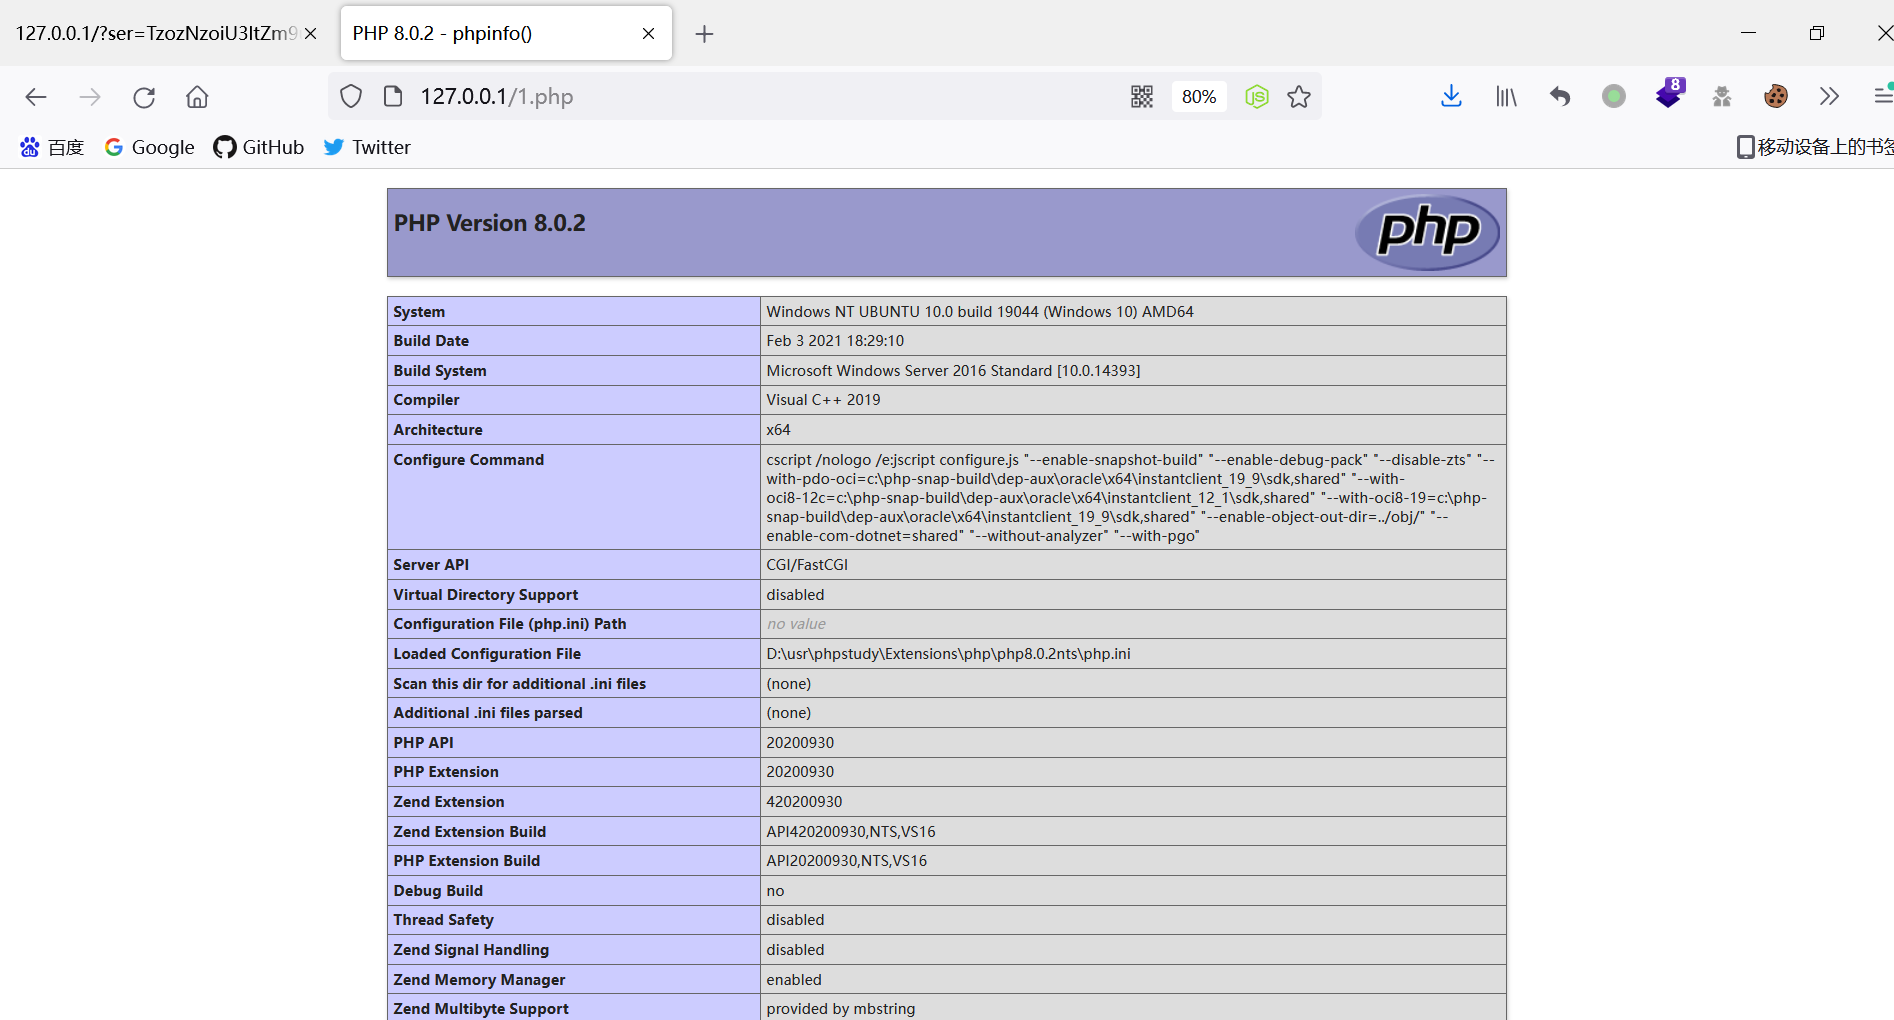 127.0.0.1/?ser=TzozNzoiU3ltZm9
PHP 8.0.2 - phpinfo()
127.0.0.1/1.php
80%
JS
8
百度
Google
GitHub
Twitter
移动设备上的书签
PHP Version 8.0.2
php
System Windows NT UBUNTU 10.0 build 19044 (Windows 10) AMD64
Build Date Feb 3 2021 18:29:10
Build System Microsoft Windows Server 2016 Standard [10.0.14393]
Compiler Visual C++ 2019
Architecture x64
Configure Command cscript /nologo /e:jscript configure.js "--enable-snapshot-build" "--enable-debug-pack" "--disable-zts" "--
with-pdo-oci=c:\php-snap-build\dep-aux\oracle\x64\instantclient_19_9\sdk,shared" "--with-
oci8-12c=c:\php-snap-build\dep-aux\oracle\x64\instantclient_12_1\sdk,shared" "--with-oci8-19=c:\php-
snap-build\dep-aux\oracle\x64\instantclient_19_9\sdk,shared" "--enable-object-out-dir=../obj/" "--
enable-com-dotnet=shared" "--without-analyzer" "--with-pgo"
Server API CGI/FastCGI
Virtual Directory Support disabled
Configuration File (php.ini) Path no value
Loaded Configuration File D:\usr\phpstudy\Extensions\php\php8.0.2nts\php.ini
Scan this dir for additional .ini files (none)
Additional .ini files parsed (none)
PHP API 20200930
PHP Extension 20200930
Zend Extension 420200930
Zend Extension Build API420200930,NTS,VS16
PHP Extension Build API20200930,NTS,VS16
Debug Build no
Thread Safety disabled
Zend Signal Handling disabled
Zend Memory Manager enabled
Zend Multibyte Support provided by mbstring